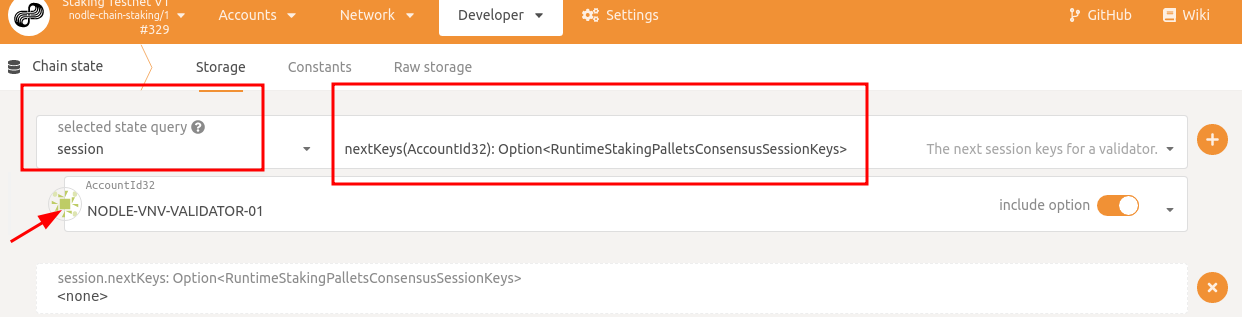 Staking Testnet V1
nodle-chain-staking/1
#329
Accounts
Network
Developer
Settings
GitHub
Wiki
Chain state
Storage
Constants
Raw storage
selected state query
session
nextKeys(AccountId32): Option<RuntimeStakingPalletsConsensusSessionKeys>
The next session keys for a validator.
AccountId32
NODLE-VNV-VALIDATOR-01
include option
session.nextKeys: Option<RuntimeStakingPalletsConsensusSessionKeys>
<none>